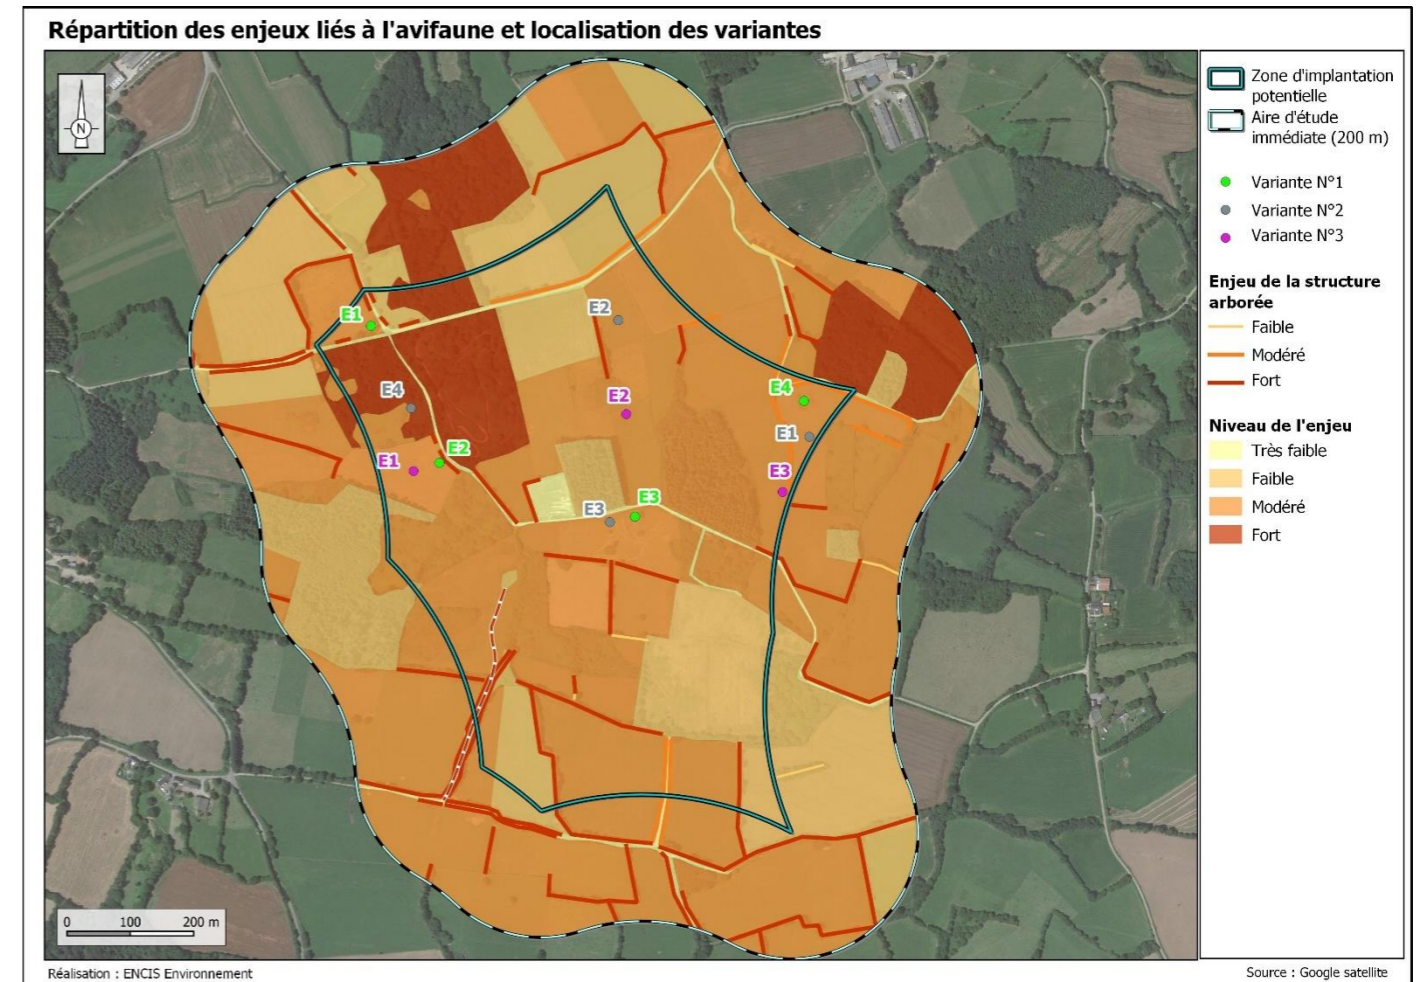 Répartition des enjeux liés à l'avifaune et localisation des variantes
N
E1
E2
E4
E2
E4
E1
E2
E1
E3
E3
E3
0 100 200 m
Zone d'implantation
potentielle
Aire d'étude
immédiate (200 m)
Variante N°1
Variante N°2
Variante N°3
Enjeu de la structure
arborée
Faible
Modéré
Fort
Niveau de l'enjeu
Très faible
Faible
Modéré
Fort
Réalisation : ENCIS Environnement
Source : Google satellite